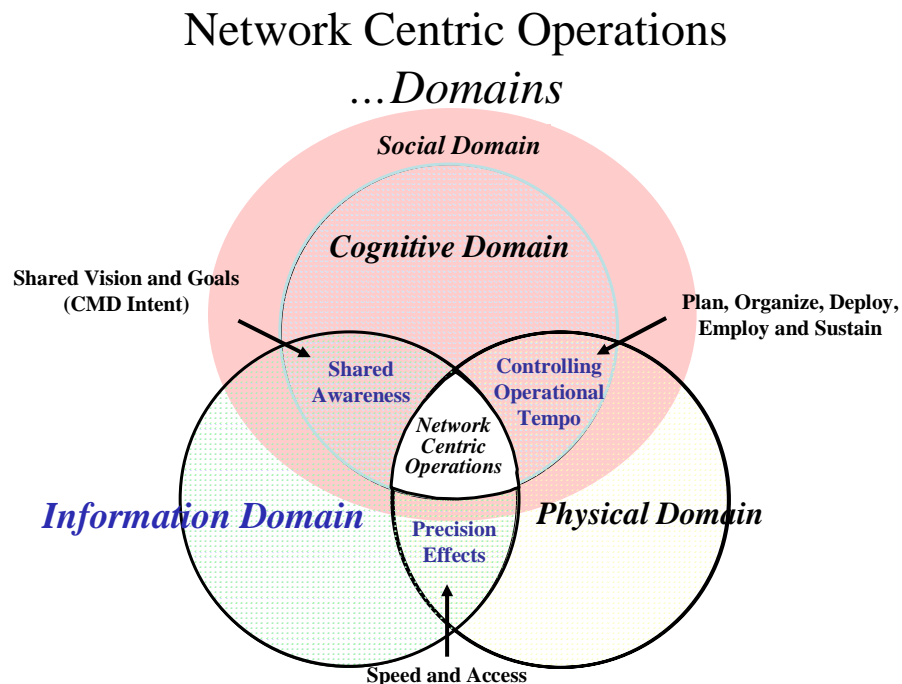 Network Centric Operations
...Domains
Social Domain
Cognitive Domain
Shared Vision and Goals
(CMD Intent)
Plan, Organize, Deploy,
Employ and Sustain
Shared
Awareness
Controlling
Operational
Tempo
Network
Centric
Operations
Information Domain
Physical Domain
Precision
Effects
Speed and Access